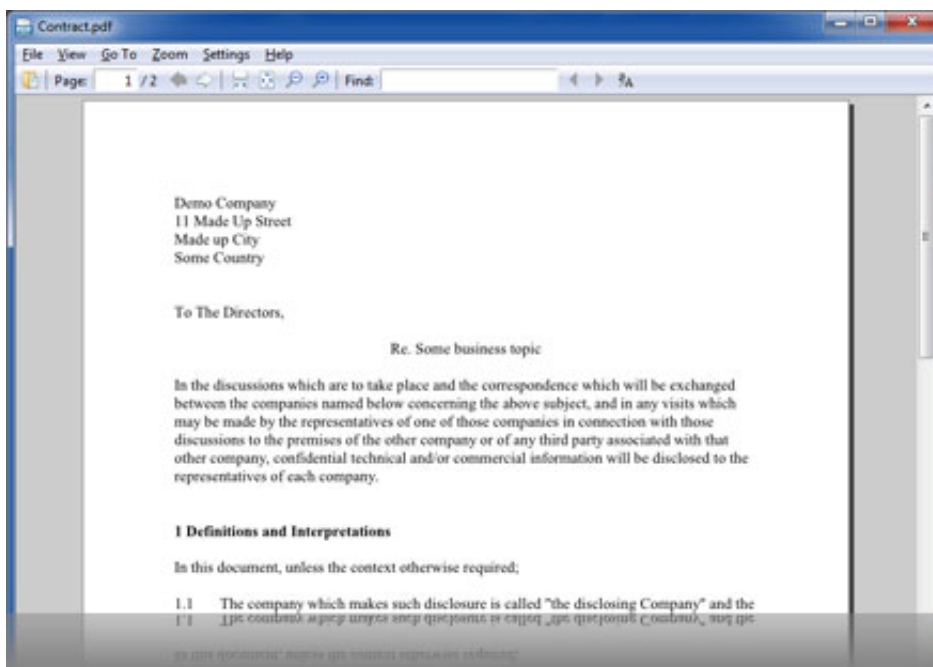 Contract.pdf
File View Go To Zoom Settings Help
Page: 1 / 2 Find:
Demo Company
11 Made Up Street
Made up City
Some Country
To The Directors,
Re. Some business topic
In the discussions which are to take place and the correspondence which will be exchanged
between the companies named below concerning the above subject, and in any visits which
may be made by the representatives of one of those companies in connection with those
discussions to the premises of the other company or of any third party associated with that
other company, confidential technical and/or commercial information will be disclosed to the
representatives of each company.
1 Definitions and Interpretations
In this document, unless the context otherwise required;
1.1 The company which makes such disclosure is called "the disclosing Company" and the